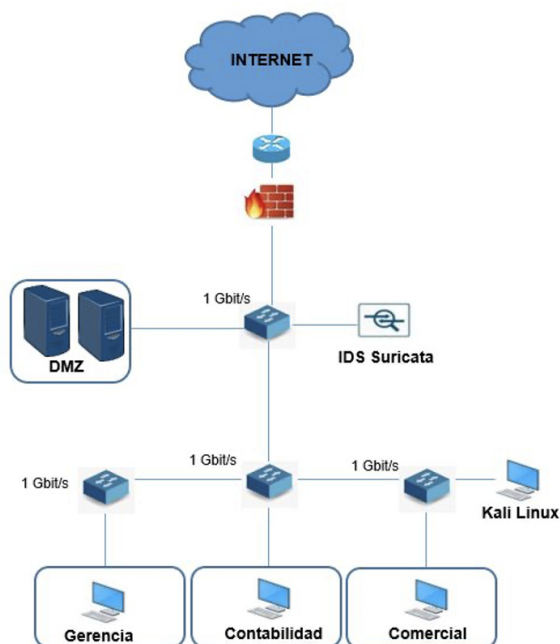 INTERNET
1 Gbit/s
DMZ
IDS Suricata
1 Gbit/s
1 Gbit/s
1 Gbit/s
Kali Linux
Gerencia
Contabilidad
Comercial